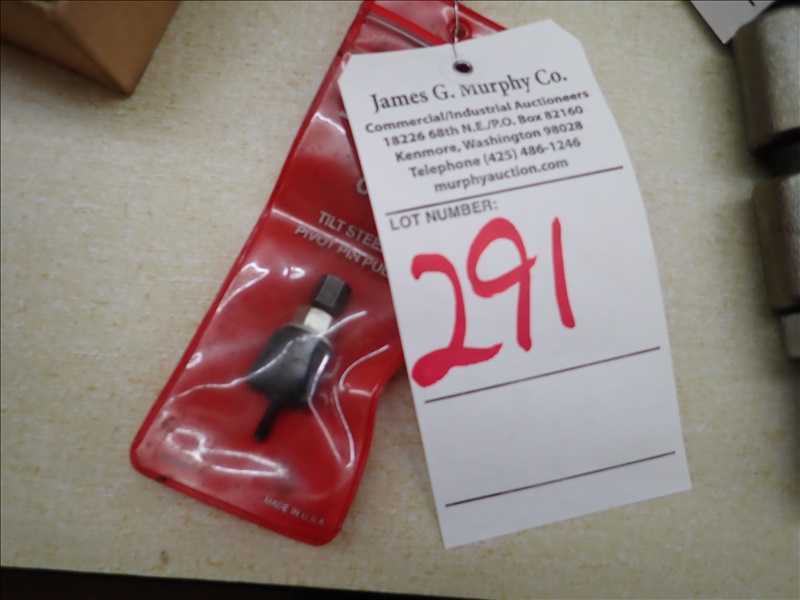 James G. Murphy Co.
Commercial/Industrial Auctioneers
18226 68th N.E./P.O. Box 82160
Kenmore, Washington 98028
Telephone (425) 486-1246
murphyauction.com
LOT NUMBER:
291
TILT STEE
PIVOT PIN PUL
MADE IN U.S.A